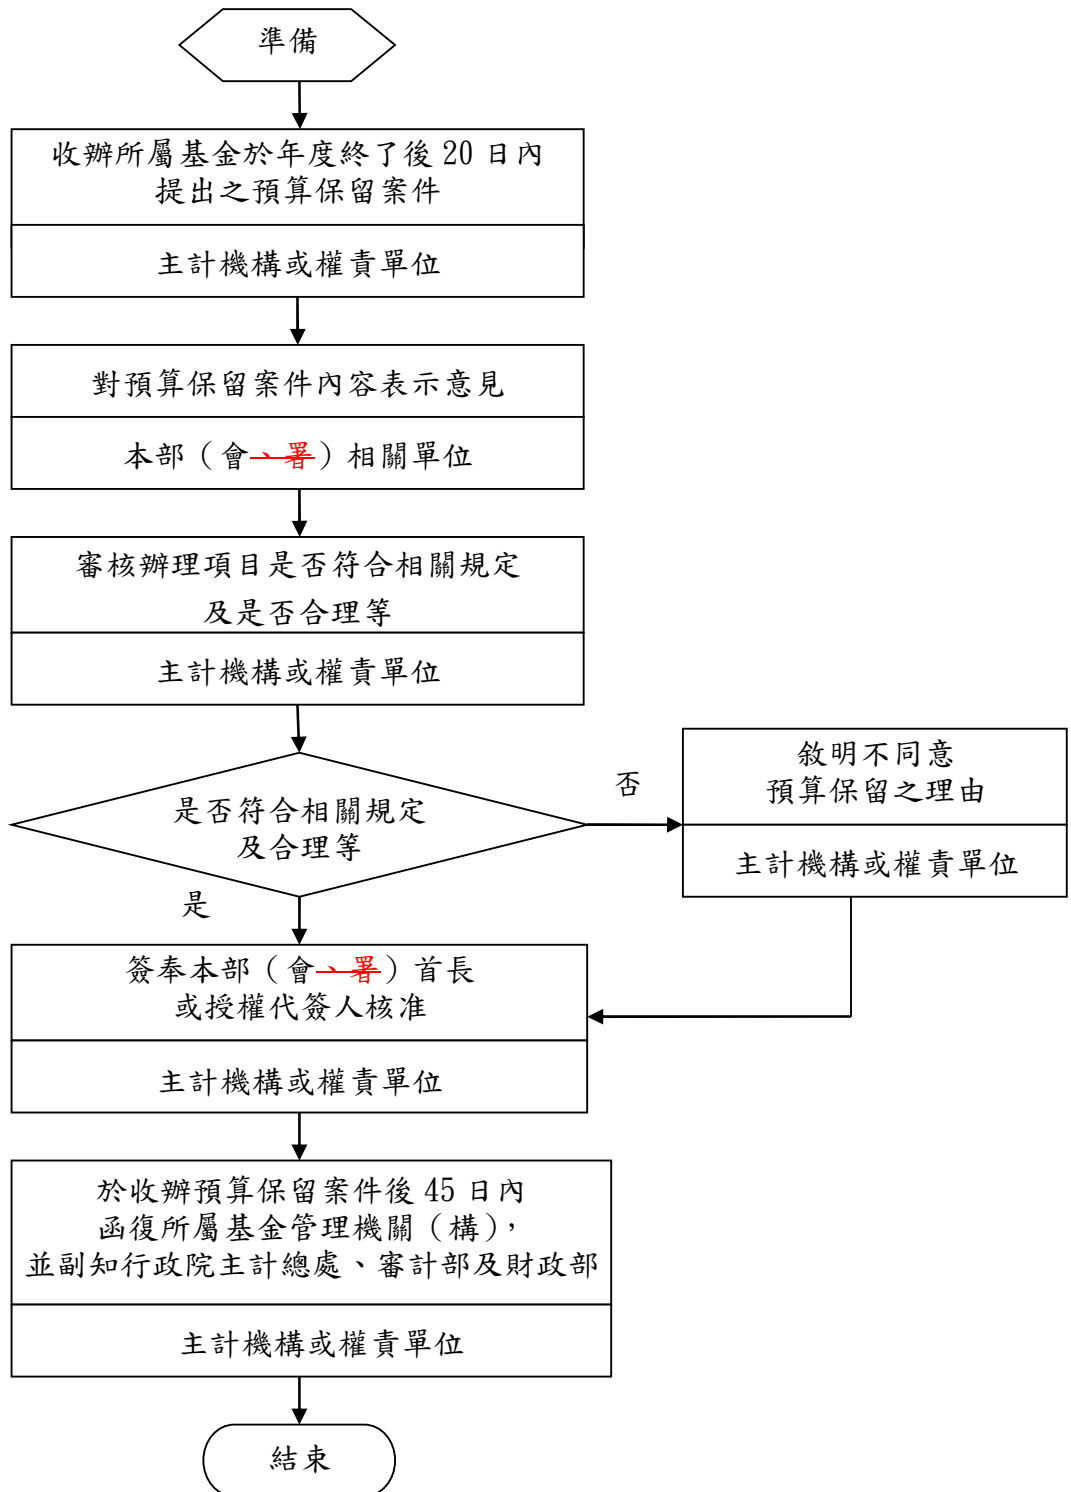 準備
收辦所屬基金於年度終了後 20 日內
提出之預算保留案件
主計機構或權責單位
對預算保留案件內容表示意見
本部（會、署）相關單位
審核辦理項目是否符合相關規定
及是否合理等
主計機構或權責單位
是否符合相關規定
及合理等
否
敘明不同意
預算保留之理由
主計機構或權責單位
是
簽奉本部（會、署）首長
或授權代簽人核准
主計機構或權責單位
於收辦預算保留案件後 45 日內
函復所屬基金管理機關（構），
並副知行政院主計總處、審計部及財政部
主計機構或權責單位
結束